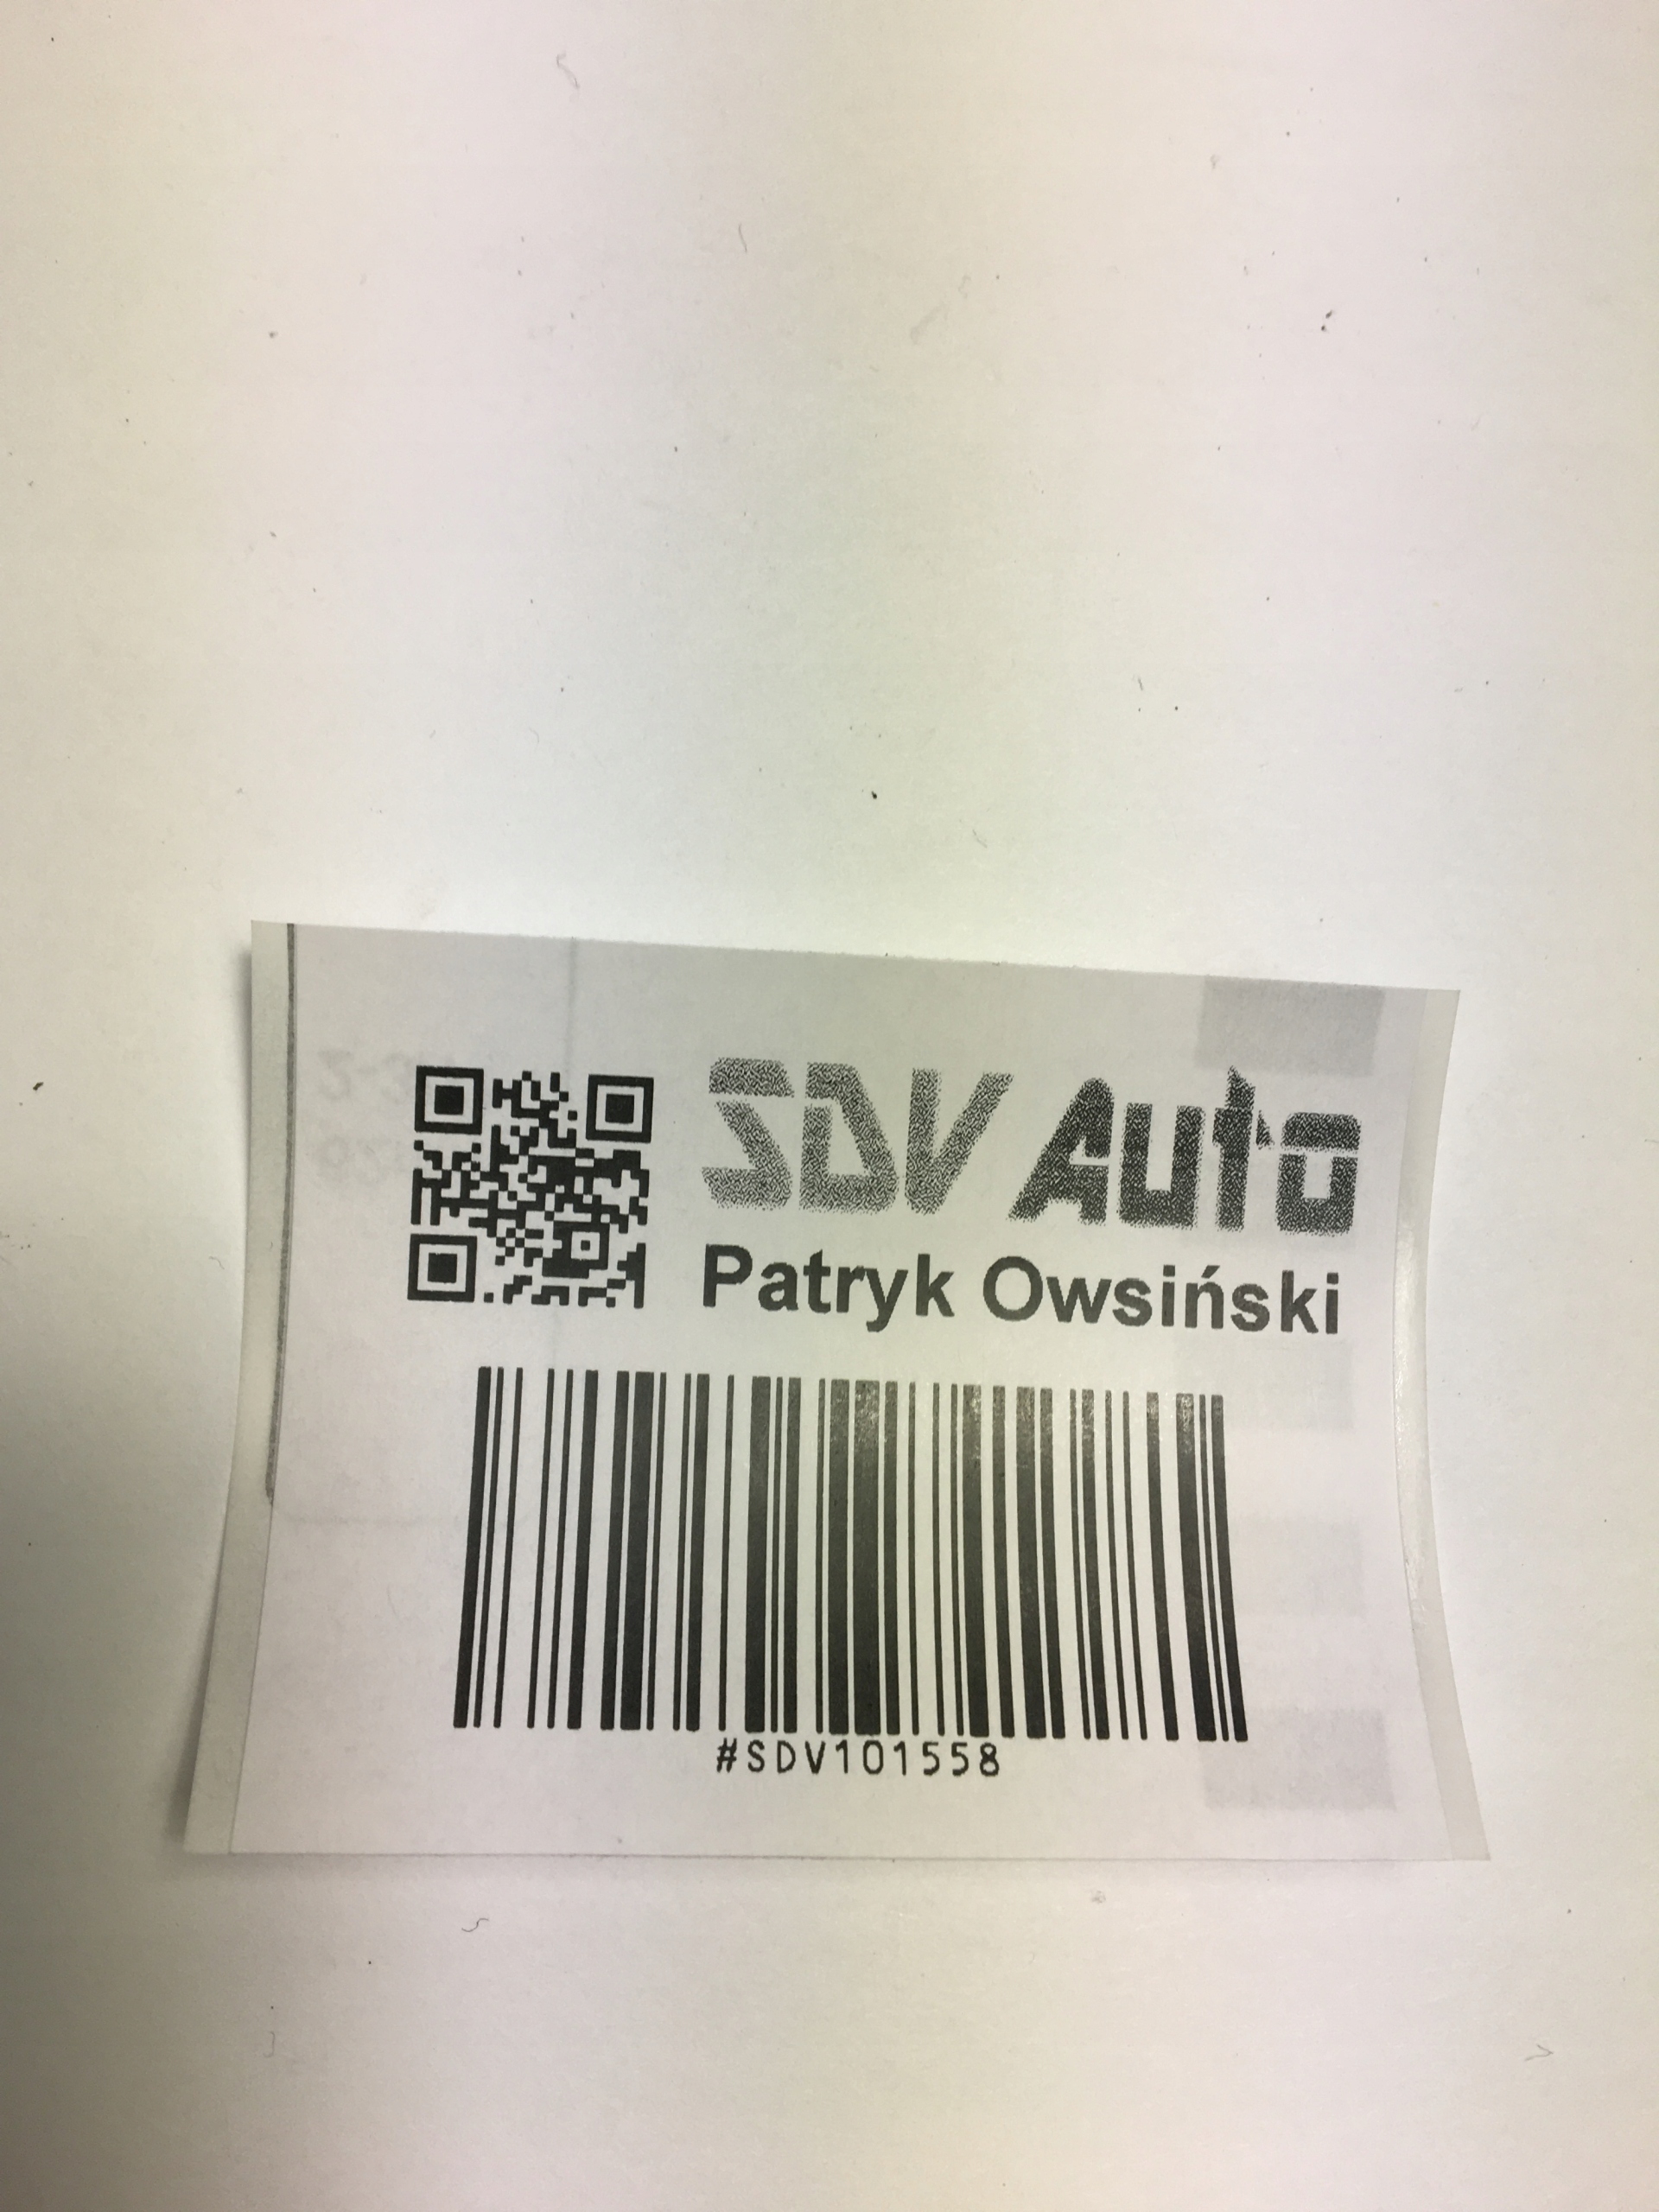 SDV Auto
Patryk Owsiński
#SDV101558